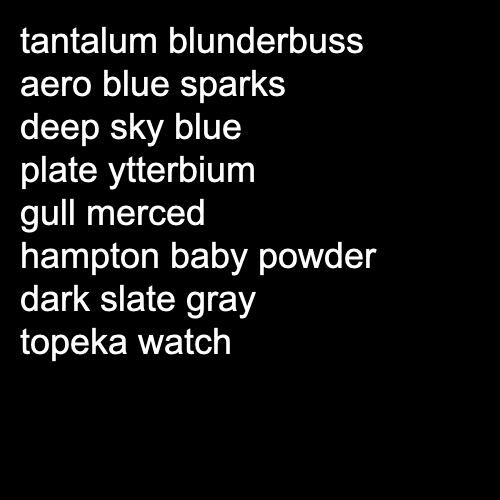 tantalum blunderbuss
aero blue sparks
deep sky blue
plate ytterbium
gull merced
hampton baby powder
dark slate gray
topeka watch